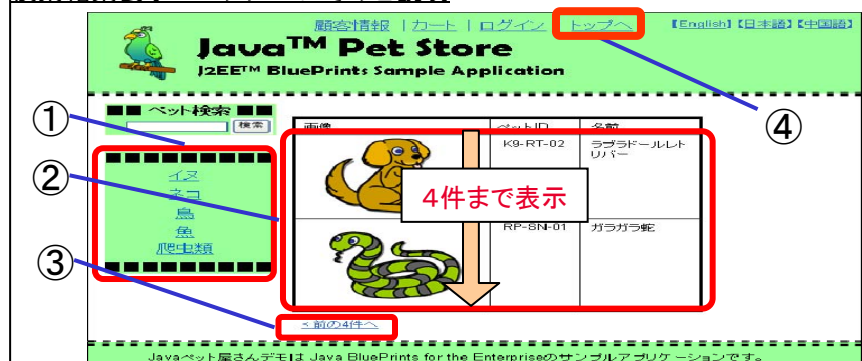 顧客情報 | カート | ログイン | トップへ
【English】【日本語】【中国語】
Java™ Pet Store
J2EE™ BluePrints Sample Application
①
②
③
④
ペット検索
検索
イヌ
ネコ
鳥
魚
爬虫類
画像 ペットID 名前
K9-RT-02 ラブラドールレトリバー
4件まで表示
RP-SN-01 ガラガラ蛇
< 前の4件へ
Javaペット屋さんデモは Java BluePrints for the Enterpriseのサンプルアプリケーションです。